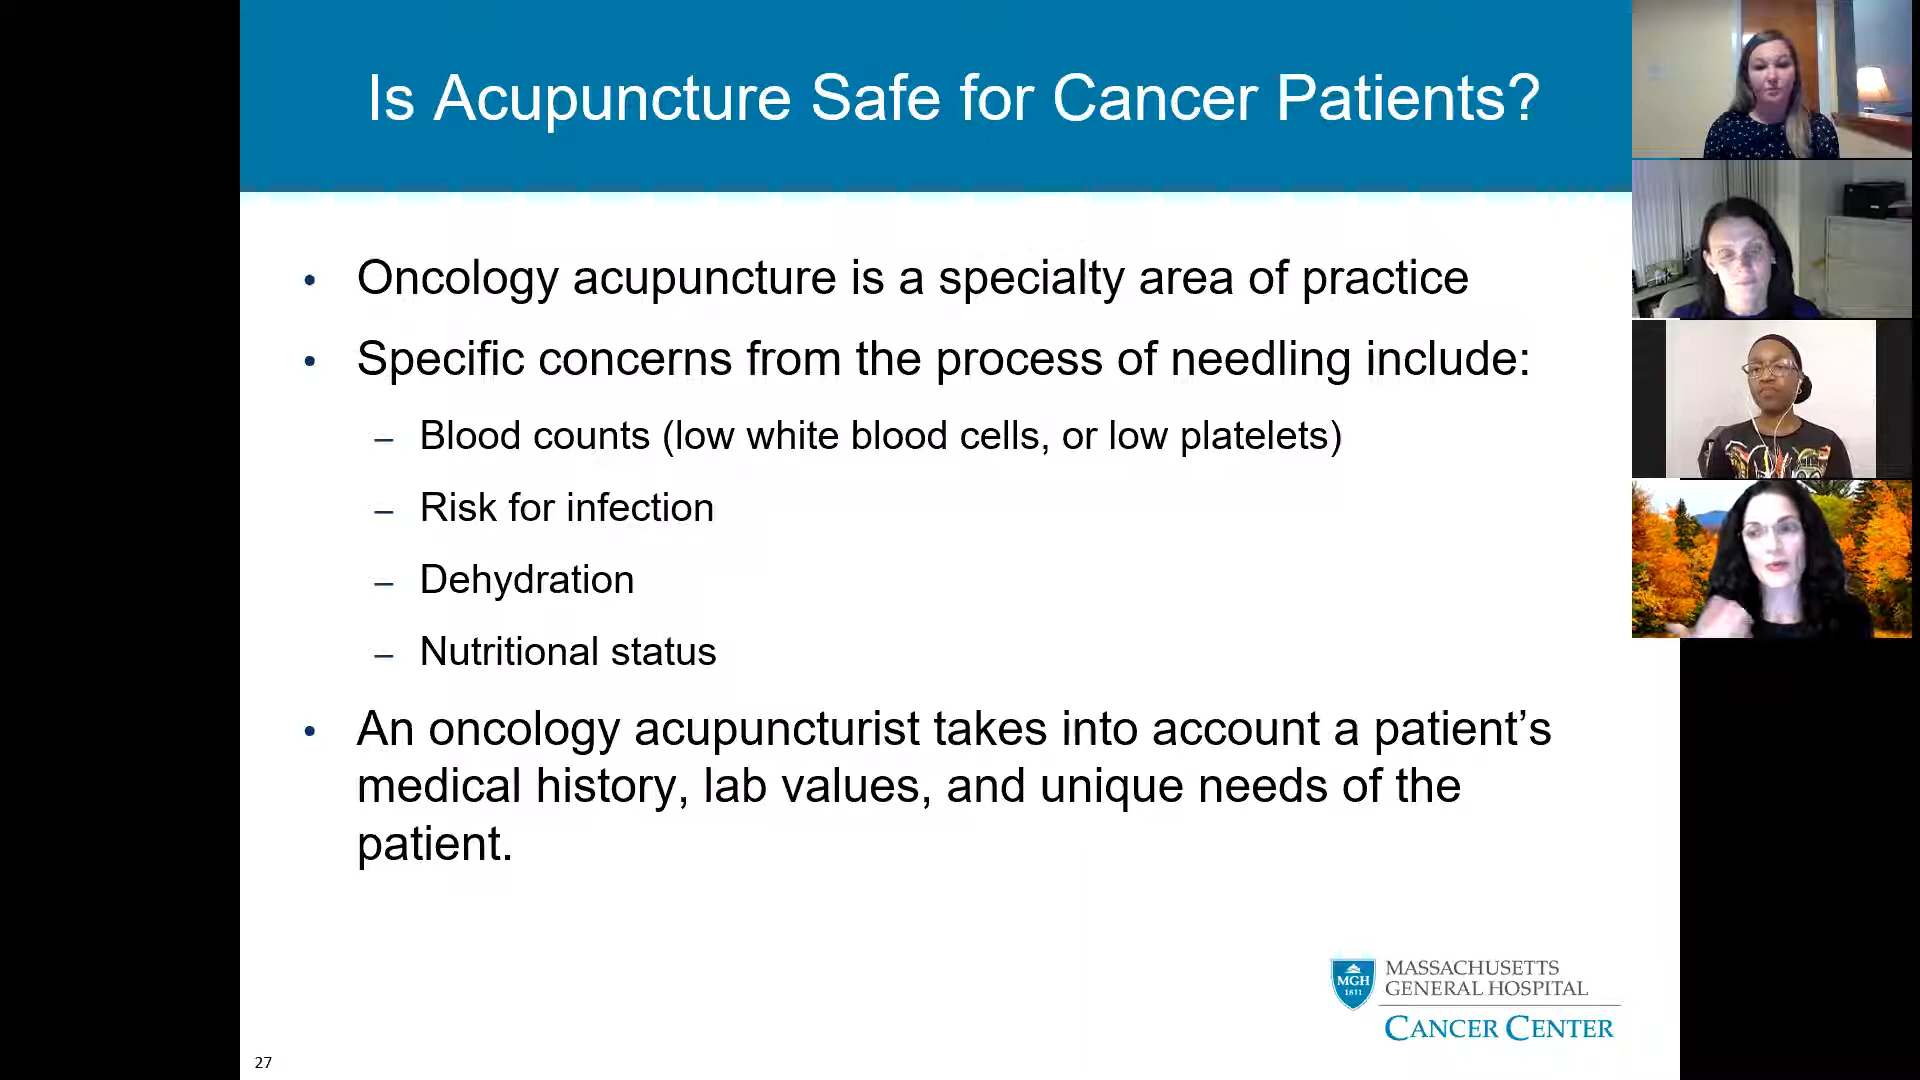 Is Acupuncture Safe for Cancer Patients?
• Oncology acupuncture is a specialty area of practice
• Specific concerns from the process of needling include:
– Blood counts (low white blood cells, or low platelets)
– Risk for infection
– Dehydration
– Nutritional status
• An oncology acupuncturist takes into account a patient’s
medical history, lab values, and unique needs of the
patient.
MGH
1811
MASSACHUSETTS
GENERAL HOSPITAL
CANCER CENTER
27